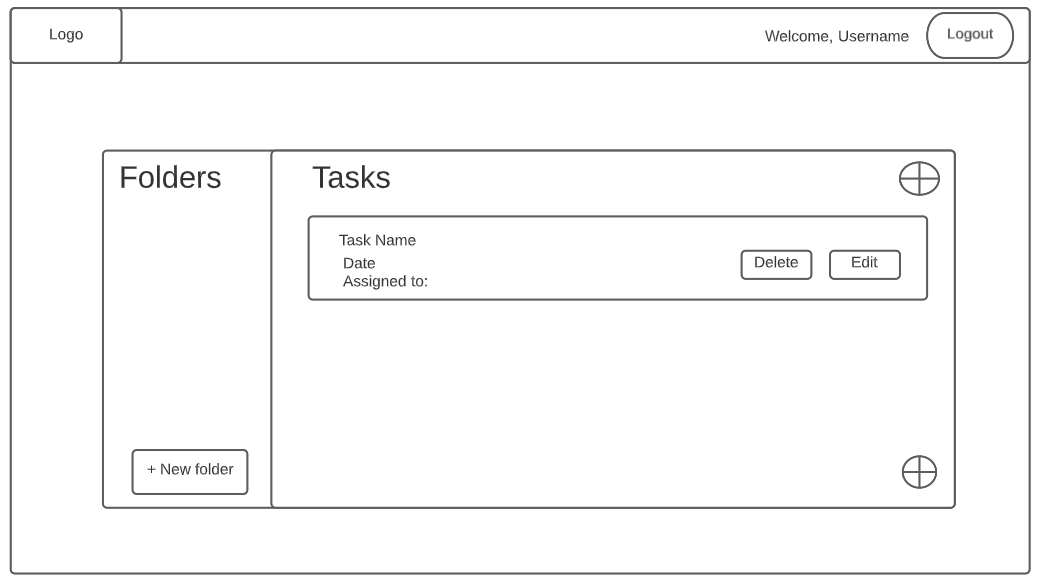 Logo
Welcome, Username
Logout
Folders
Tasks
Task Name
Date
Assigned to:
Delete
Edit
+ New folder